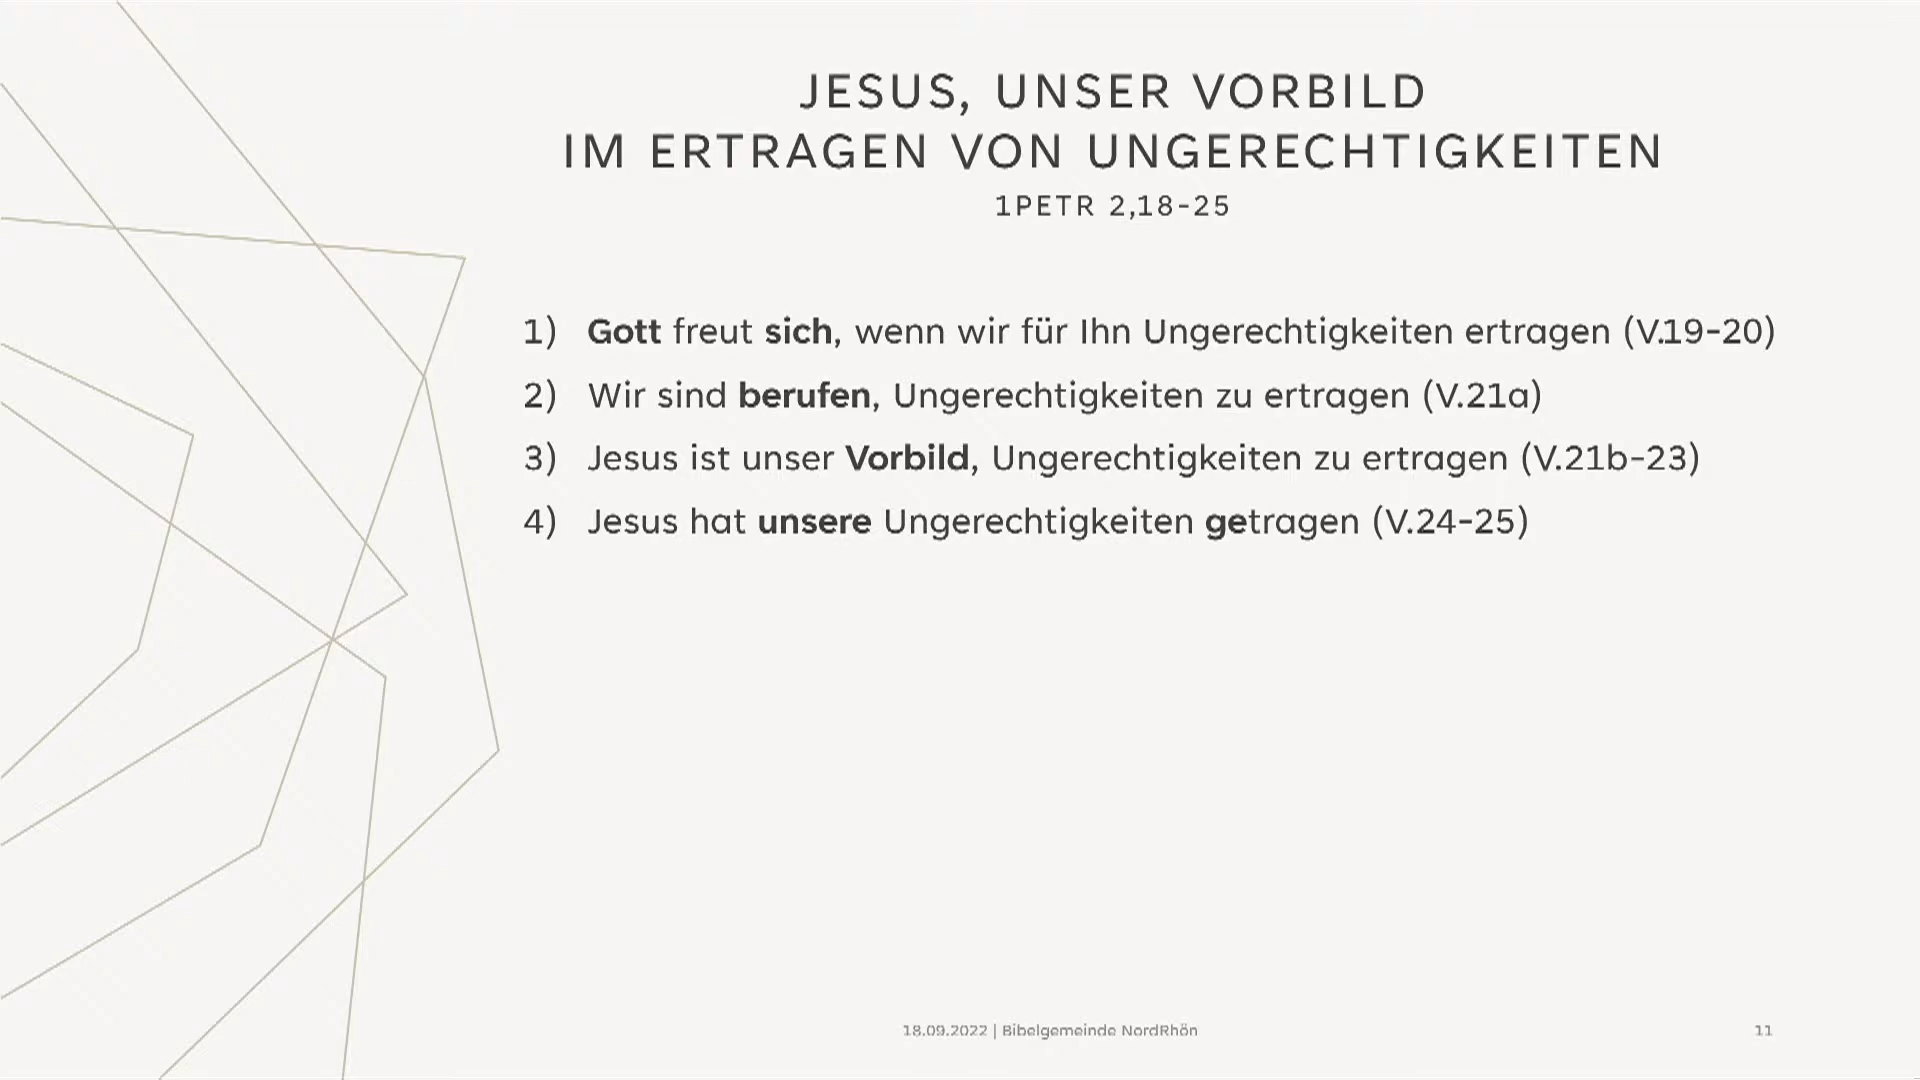 JESUS, UNSER VORBILD
IM ERTRAGEN VON UNGERECHTIGKEITEN
1PETR 2,18-25
1) Gott freut sich, wenn wir für Ihn Ungerechtigkeiten ertragen (V.19-20)
2) Wir sind berufen, Ungerechtigkeiten zu ertragen (V.21a)
3) Jesus ist unser Vorbild, Ungerechtigkeiten zu ertragen (V.21b-23)
4) Jesus hat unsere Ungerechtigkeiten getragen (V.24-25)
18.09.2022 | Bibelgemeinde NordRhön
11